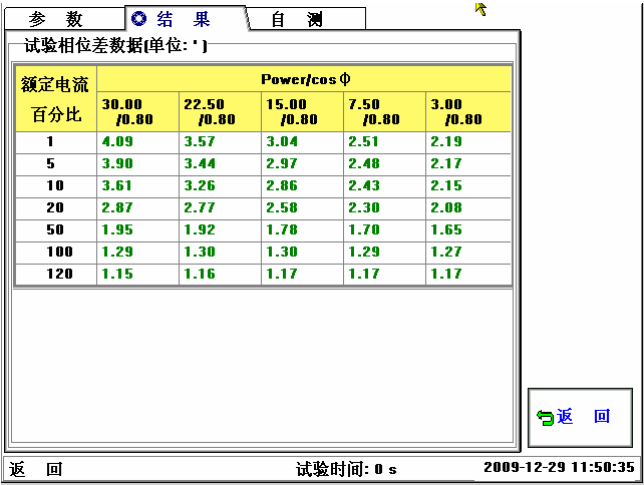 参 数 结 果 自 测
试验相位差数据(单位: ' )
额定电流 Power/cosΦ
百分比 30.00 /0.80 22.50 /0.80 15.00 /0.80 7.50 /0.80 3.00 /0.80
1 4.09 3.57 3.04 2.51 2.19
5 3.90 3.44 2.97 2.48 2.17
10 3.61 3.26 2.86 2.43 2.15
20 2.87 2.77 2.58 2.30 2.08
50 1.95 1.92 1.78 1.70 1.65
100 1.29 1.30 1.30 1.29 1.27
120 1.15 1.16 1.17 1.17 1.17
返 回
返 回 试验时间: 0 s 2009-12-29 11:50:35